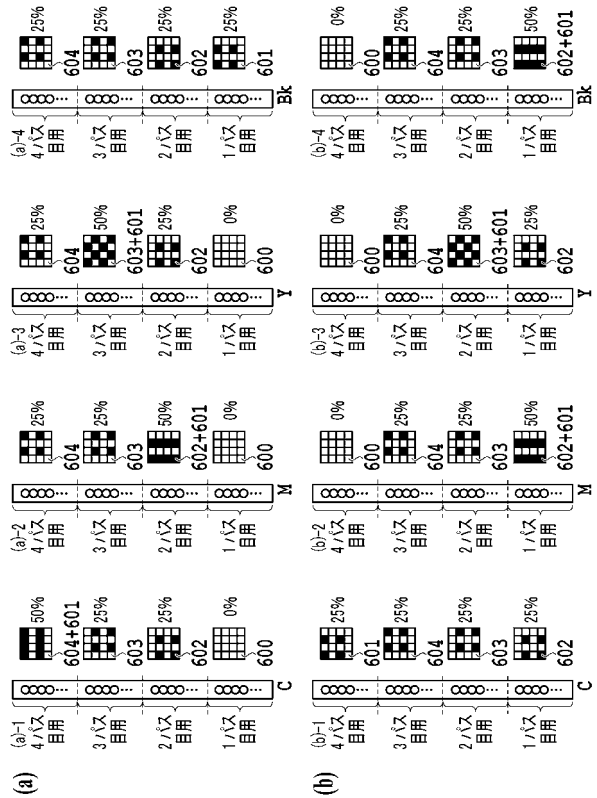 (a)
(a)-1
4パス
目用
50%
604+601
3パス
目用
25%
603
2パス
目用
25%
602
1パス
目用
0%
600
C
(a)-2
4パス
目用
25%
604
3パス
目用
25%
603
2パス
目用
50%
602+601
1パス
目用
0%
600
M
(a)-3
4パス
目用
25%
604
3パス
目用
50%
603+601
2パス
目用
25%
602
1パス
目用
0%
600
Y
(a)-4
4パス
目用
25%
604
3パス
目用
25%
603
2パス
目用
25%
602
1パス
目用
25%
601
Bk
(b)
(b)-1
4パス
目用
25%
601
3パス
目用
25%
604
2パス
目用
25%
603
1パス
目用
25%
602
C
(b)-2
4パス
目用
0%
600
3パス
目用
25%
604
2パス
目用
25%
603
1パス
目用
50%
602+601
M
(b)-3
4パス
目用
0%
600
3パス
目用
25%
604
2パス
目用
50%
603+601
1パス
目用
25%
602
Y
(b)-4
4パス
目用
0%
600
3パス
目用
25%
604
2パス
目用
25%
603
1パス
目用
50%
602+601
Bk